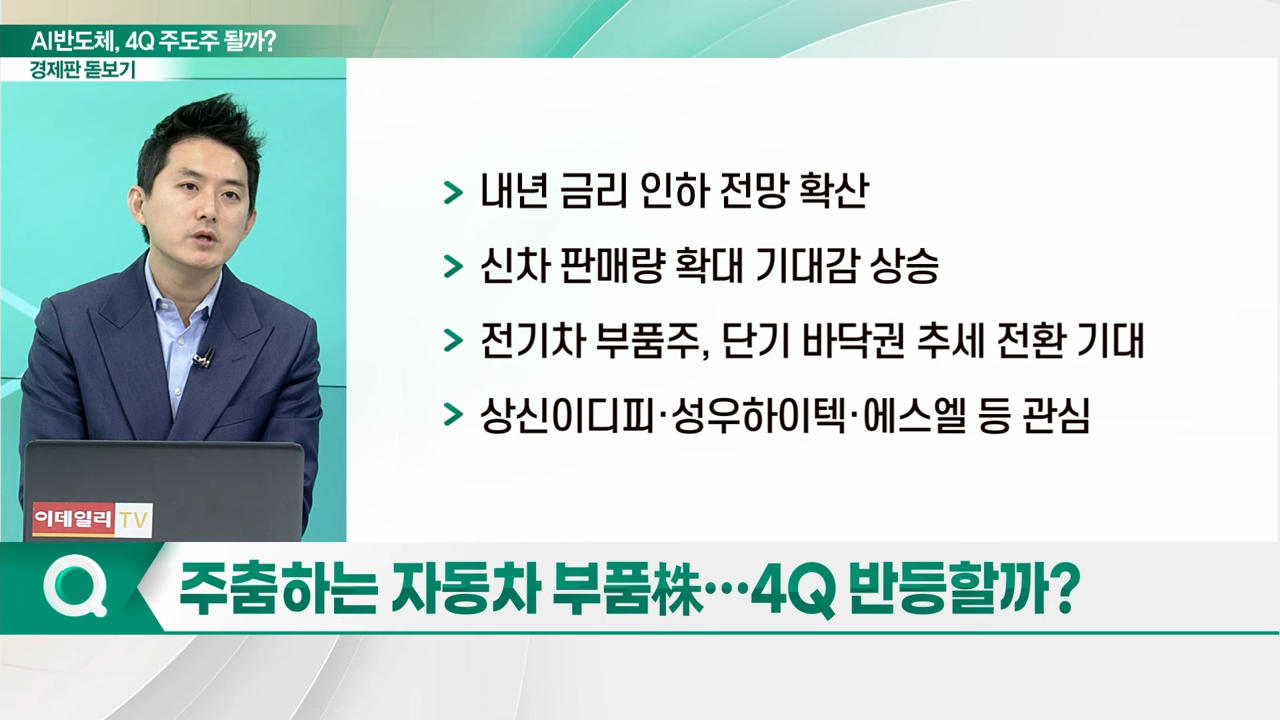 AI반도체, 4Q 주도주 될까?
경제판 돋보기
> 내년 금리 인하 전망 확산
> 신차 판매량 확대 기대감 상승
> 전기차 부품주, 단기 바닥권 추세 전환 기대
> 상신이디피·성우하이텍·에스엘 등 관심
이데일리TV
Q 주춤하는 자동차 부품株…4Q 반등할까?